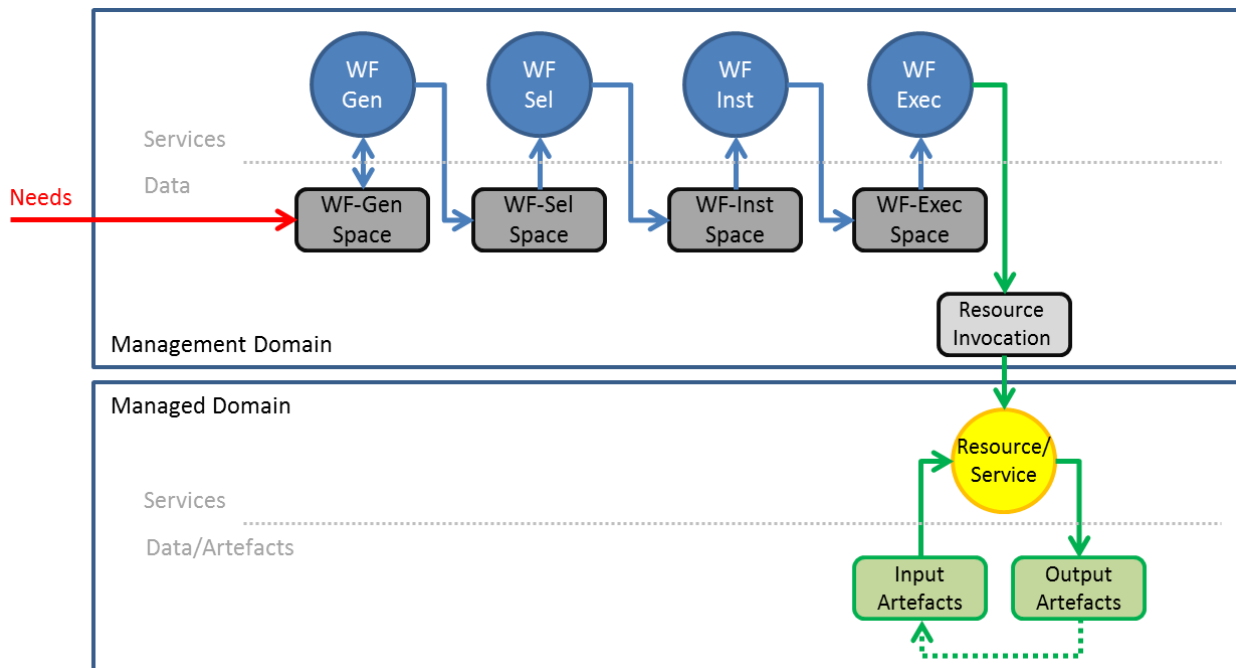 WF
Gen
WF
Sel
WF
Inst
WF
Exec
Services
Data
Needs
WF-Gen
Space
WF-Sel
Space
WF-Inst
Space
WF-Exec
Space
Resource
Invocation
Management Domain
Managed Domain
Resource/
Service
Services
Data/Artefacts
Input
Artefacts
Output
Artefacts